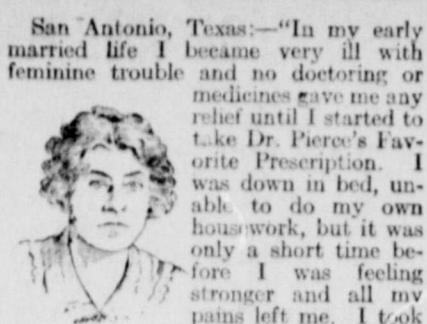 San Antonio, Texas:—"In my early
married life I became very ill with
feminine trouble and no doctoring or
medicines gave me any
relief until I started to
take Dr. Pierce's Fav-
orite Prescription. I
was down in bed, un-
able to do my own
housework, but it was
only a short time be-
fore I was feeling
stronger and all my
pains left me. I took